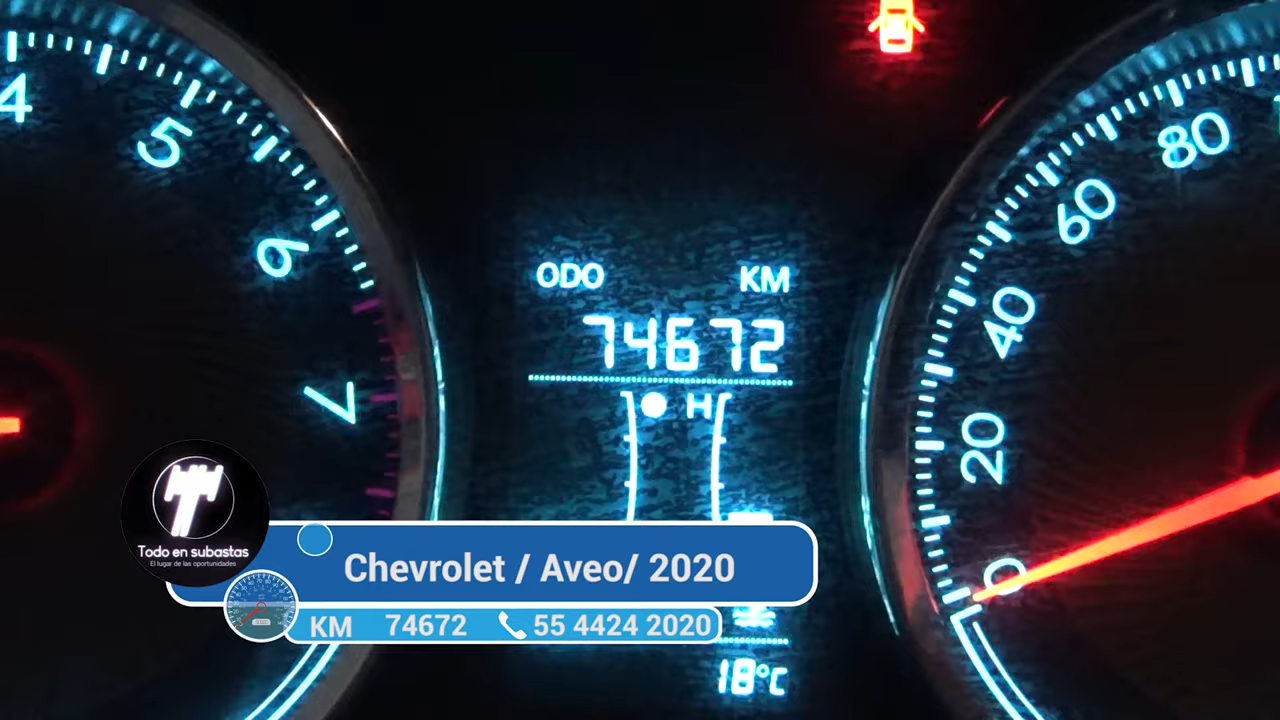 4
5
6
7
ODO KM
74672
H
80
60
40
20
0
Todo en subastas
El lugar de las oportunidades
Chevrolet / Aveo/ 2020
KM 74672 55 4424 2020
18°C